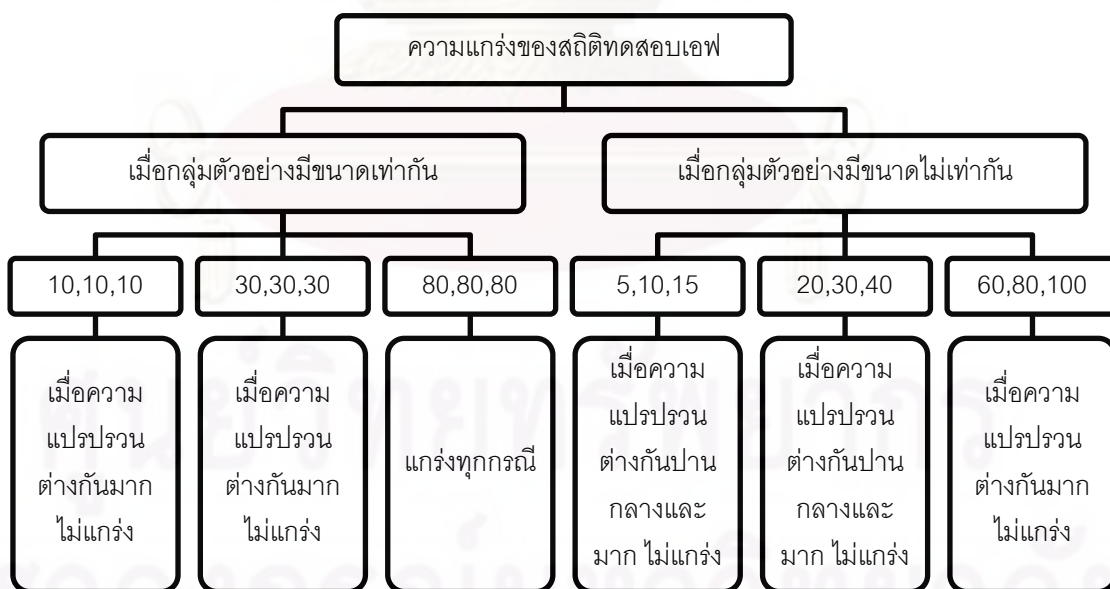 ความแกร่งของสถิติทดสอบเอฟ
เมื่อกลุ่มตัวอย่างมีขนาดเท่ากัน
เมื่อกลุ่มตัวอย่างมีขนาดไม่เท่ากัน
10,10,10
30,30,30
80,80,80
5,10,15
20,30,40
60,80,100
เมื่อความ
แปรปรวน
ต่างกันมาก
ไม่แกร่ง
เมื่อความ
แปรปรวน
ต่างกันมาก
ไม่แกร่ง
แกร่งทุกกรณี
เมื่อความ
แปรปรวน
ต่างกันปาน
กลางและ
มาก ไม่แกร่ง
เมื่อความ
แปรปรวน
ต่างกันปาน
กลางและ
มาก ไม่แกร่ง
เมื่อความ
แปรปรวน
ต่างกันมาก
ไม่แกร่ง
ศูนย์วิทยทรัพยากร